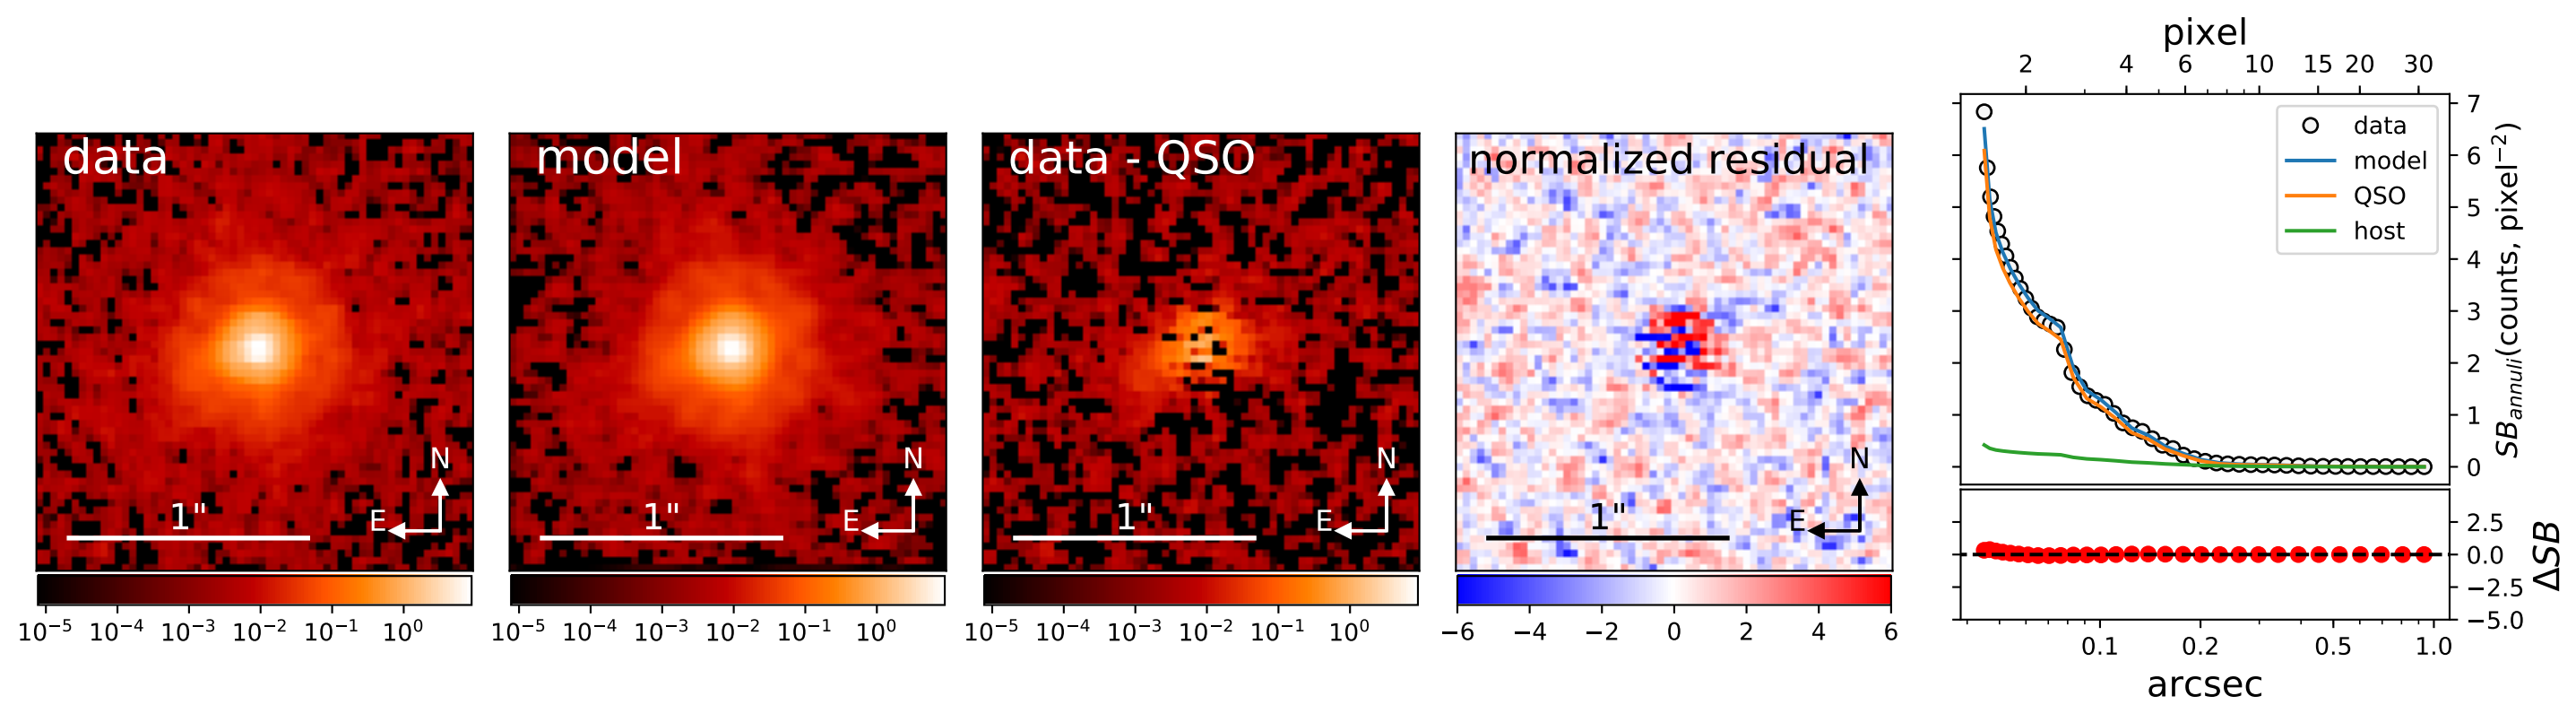 data
1"
N
E
10⁻⁵ 10⁻⁴ 10⁻³ 10⁻² 10⁻¹ 10⁰
model
1"
N
E
10⁻⁵ 10⁻⁴ 10⁻³ 10⁻² 10⁻¹ 10⁰
data - QSO
1"
N
E
10⁻⁵ 10⁻⁴ 10⁻³ 10⁻² 10⁻¹ 10⁰
normalized residual
1"
N
E
−6 −4 −2 0 2 4 6
pixel
2 4 6 10 15 20 30
data
model
QSO
host
7
6
5
4
3
2
1
0
SB_annuli(counts, pixel⁻²)
2.5
0.0
−2.5
−5.0
ΔSB
0.1 0.2 0.5 1.0
arcsec